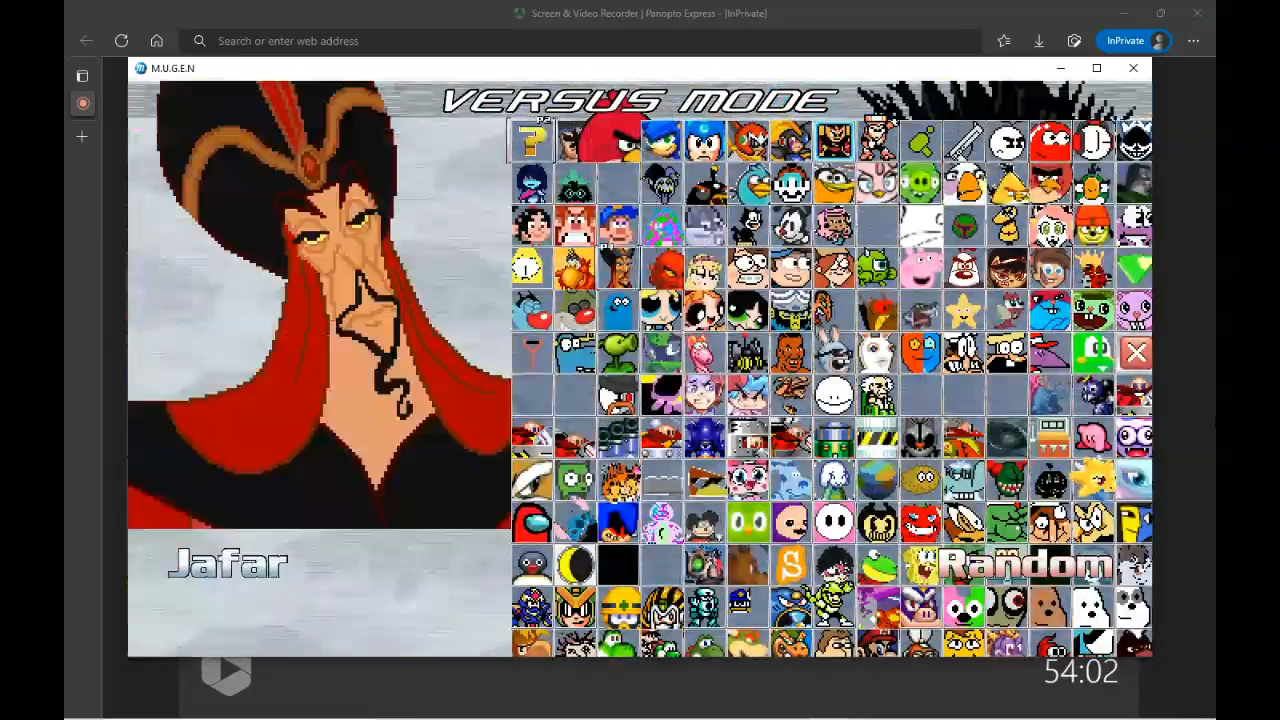 Screen & Video Recorder | Panopto Express - [InPrivate]
Search or enter web address
InPrivate
M.U.G.E.N
VERSUS MODE
Jafar
Random
54:02